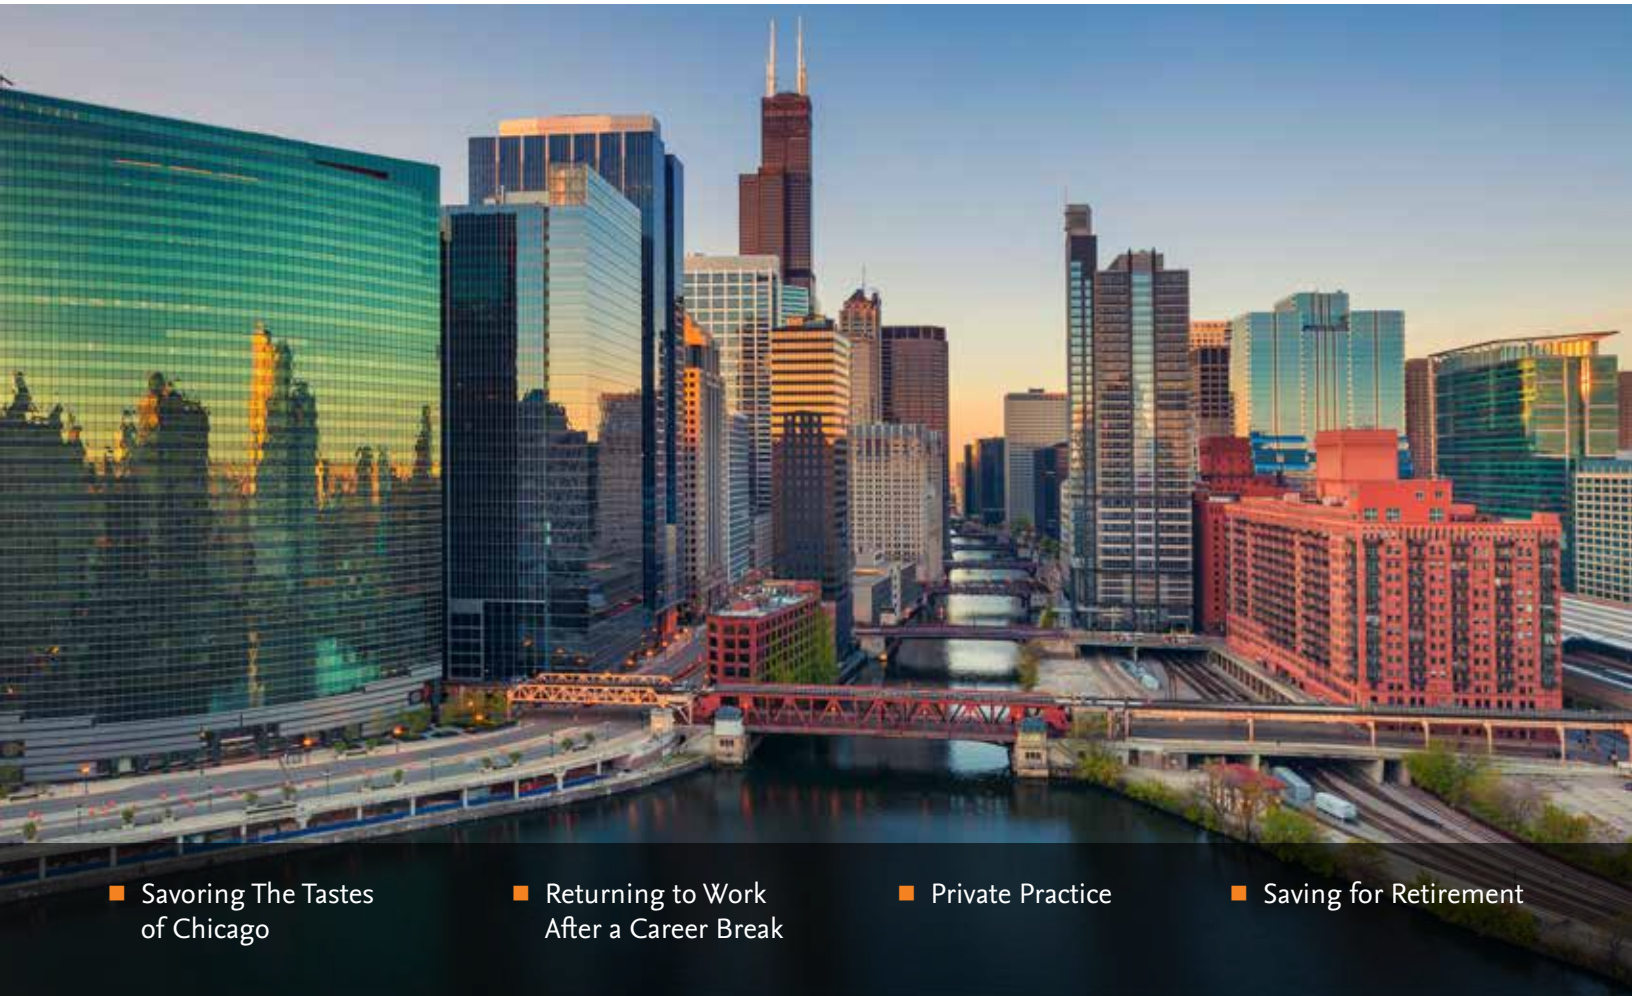 Savoring The Tastes
of Chicago
Returning to Work
After a Career Break
Private Practice
Saving for Retirement